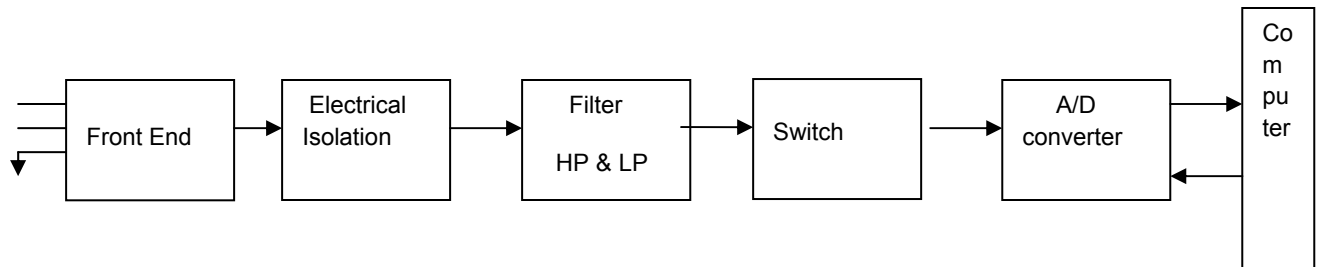 Front End
Electrical
Isolation
Filter
HP & LP
Switch
A/D
converter
Co
m
pu
ter